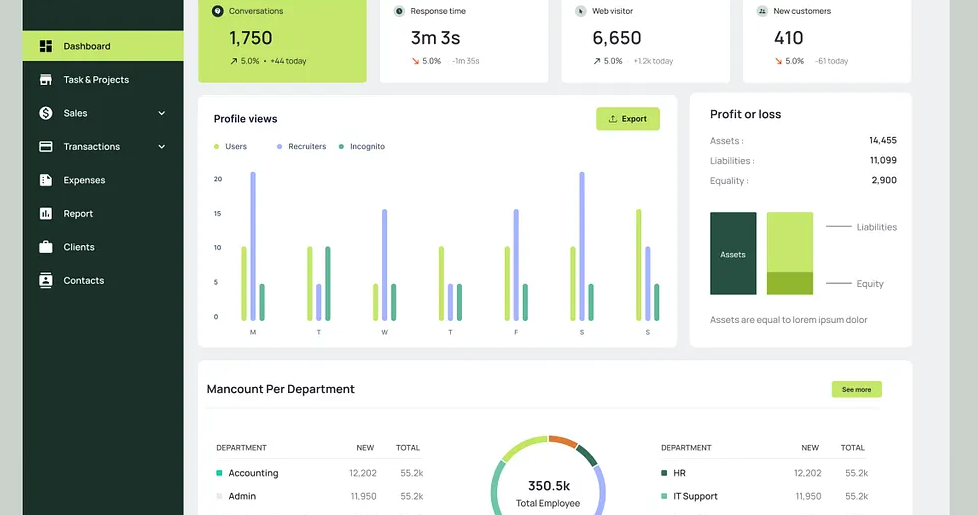 Conversations
1,750
5.0% • +44 today
Response time
3m 3s
5.0% -1m 35s
Web visitor
6,650
5.0% +1.2k today
New customers
410
5.0% -61 today
Dashboard
Task & Projects
Sales
Transactions
Expenses
Report
Clients
Contacts
Profile views
Export
Users Recruiters Incognito
20
15
10
5
0
M T W T F S S
Profit or loss
Assets : 14,455
Liabilities : 11,099
Equality : 2,900
Assets
Liabilities
Equity
Assets are equal to lorem ipsum dolor
Mancount Per Department
See more
DEPARTMENT NEW TOTAL
Accounting 12,202 55.2k
Admin 11,950 55.2k
350.5k
Total Employee
DEPARTMENT NEW TOTAL
HR 12,202 55.2k
IT Support 11,950 55.2k